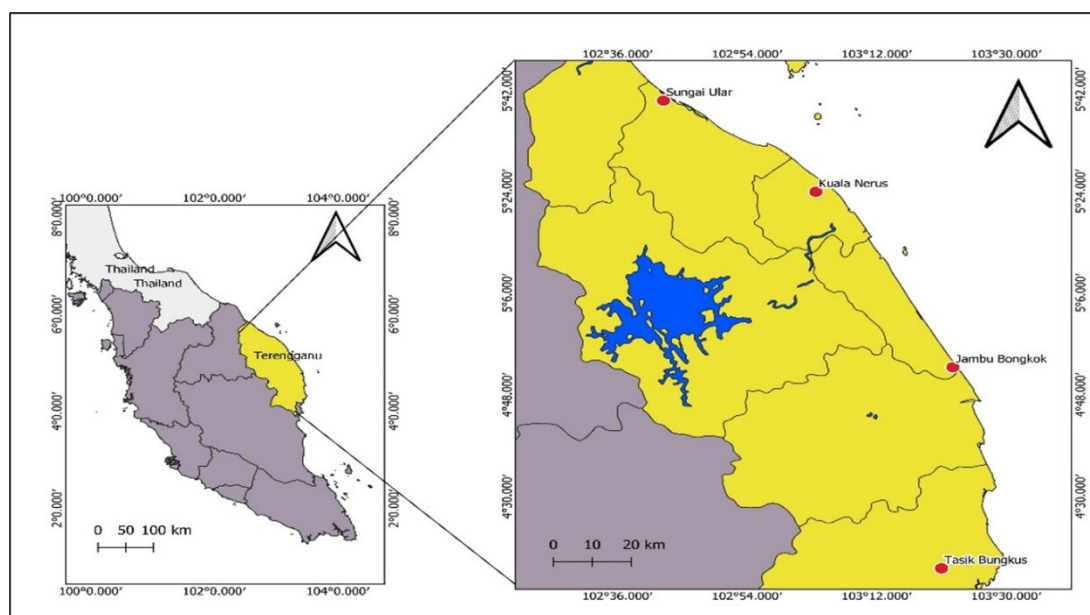 102°36.000' 102°54.000' 103°12.000' 103°30.000'
5°42.000' 5°42.000'
Sungai Ular
Kuala Nerus
5°24.000' 5°24.000'
100°0.000' 102°0.000' 104°0.000'
8°0.000' 8°0.000'
Thailand
Thailand
5°6.000' 5°6.000'
6°0.000' 6°0.000'
Terengganu
Jambu Bongkok
4°48.000' 4°48.000'
4°0.000' 4°0.000'
4°30.000' 4°30.000'
2°0.000' 2°0.000'
0 50 100 km
0 10 20 km
Tasik Bungkus
100°0.000' 102°0.000' 104°0.000'
102°36.000' 102°54.000' 103°12.000' 103°30.000'